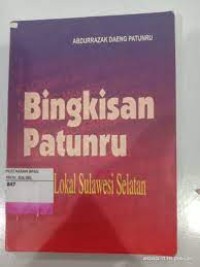 ABDURRAZAK DAENG PATUNRU
Bingkisan
Patunru
Lokal Sulawesi Selatan